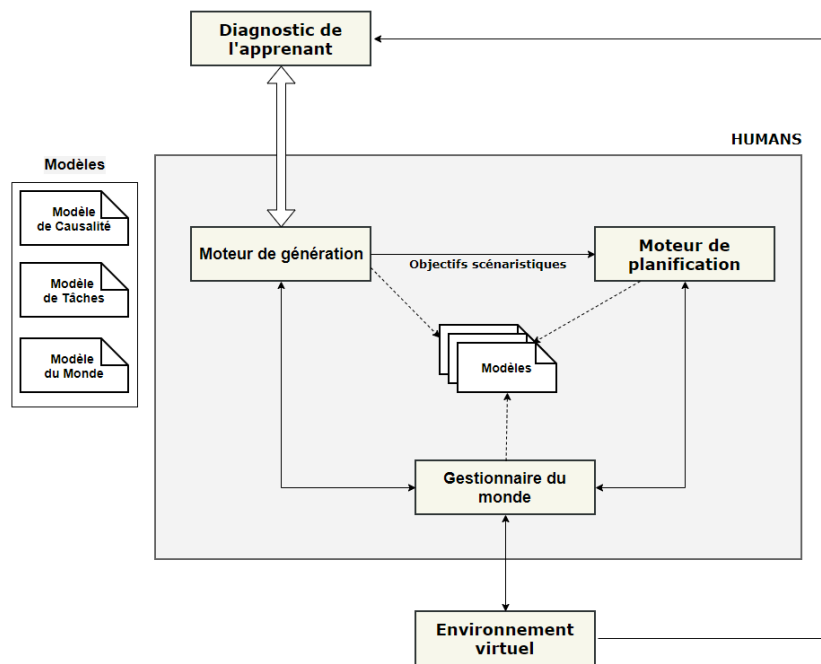 Diagnostic de
l'apprenant
HUMANS
Modèles
Modèle
de Causalité
Modèle
de Tâches
Modèle
du Monde
Moteur de génération
Objectifs scénaristiques
Moteur de
planification
Modèles
Gestionnaire du
monde
Environnement
virtuel